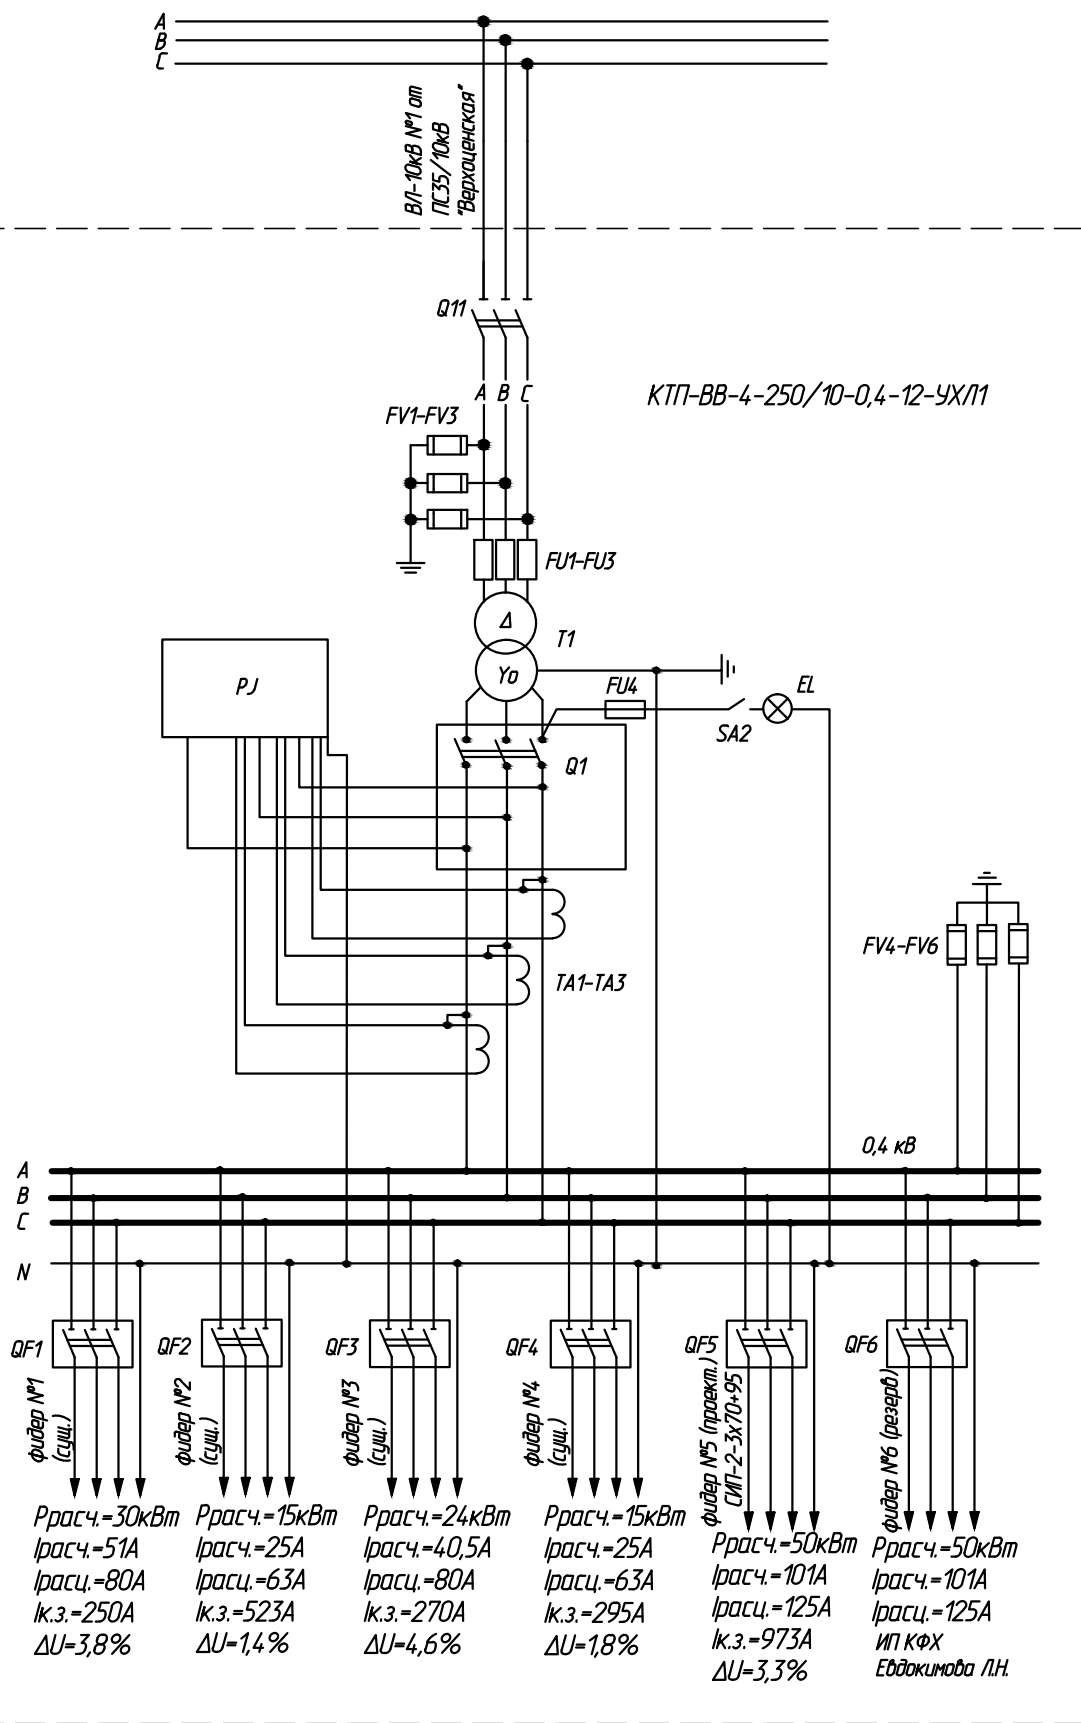 A
B
C
ВЛ-10кВ №1 от
ПС35/10кВ
"Верхоценская"
Q11
A B C
КТП-ВВ-4-250/10-0,4-12-УХЛ1
FV1-FV3
FU1-FU3
Δ
T1
Yo
PJ
FU4
EL
SA2
Q1
FV4-FV6
TA1-TA3
0,4 кВ
A
B
C
N
QF1
QF2
QF3
QF4
QF5
QF6
фидер №1
(сущ.)
фидер №2
(сущ.)
фидер №3
(сущ.)
фидер №4
(сущ.)
фидер №5 (проект.)
СИП-2-3х70+95
фидер №6 (резерв)
Ррасч.=30кВт
Iрасч.=51А
Iрасц.=80А
Iк.з.=250А
ΔU=3,8%
Ррасч.=15кВт
Iрасч.=25А
Iрасц.=63А
Iк.з.=523А
ΔU=1,4%
Ррасч.=24кВт
Iрасч.=40,5А
Iрасц.=80А
Iк.з.=270А
ΔU=4,6%
Ррасч.=15кВт
Iрасч.=25А
Iрасц.=63А
Iк.з.=295А
ΔU=1,8%
Ррасч.=50кВт
Iрасч.=101А
Iрасц.=125А
Iк.з.=973А
ΔU=3,3%
Ррасч.=50кВт
Iрасч.=101А
Iрасц.=125А
ИП КФХ
Евдокимова Л.Н.